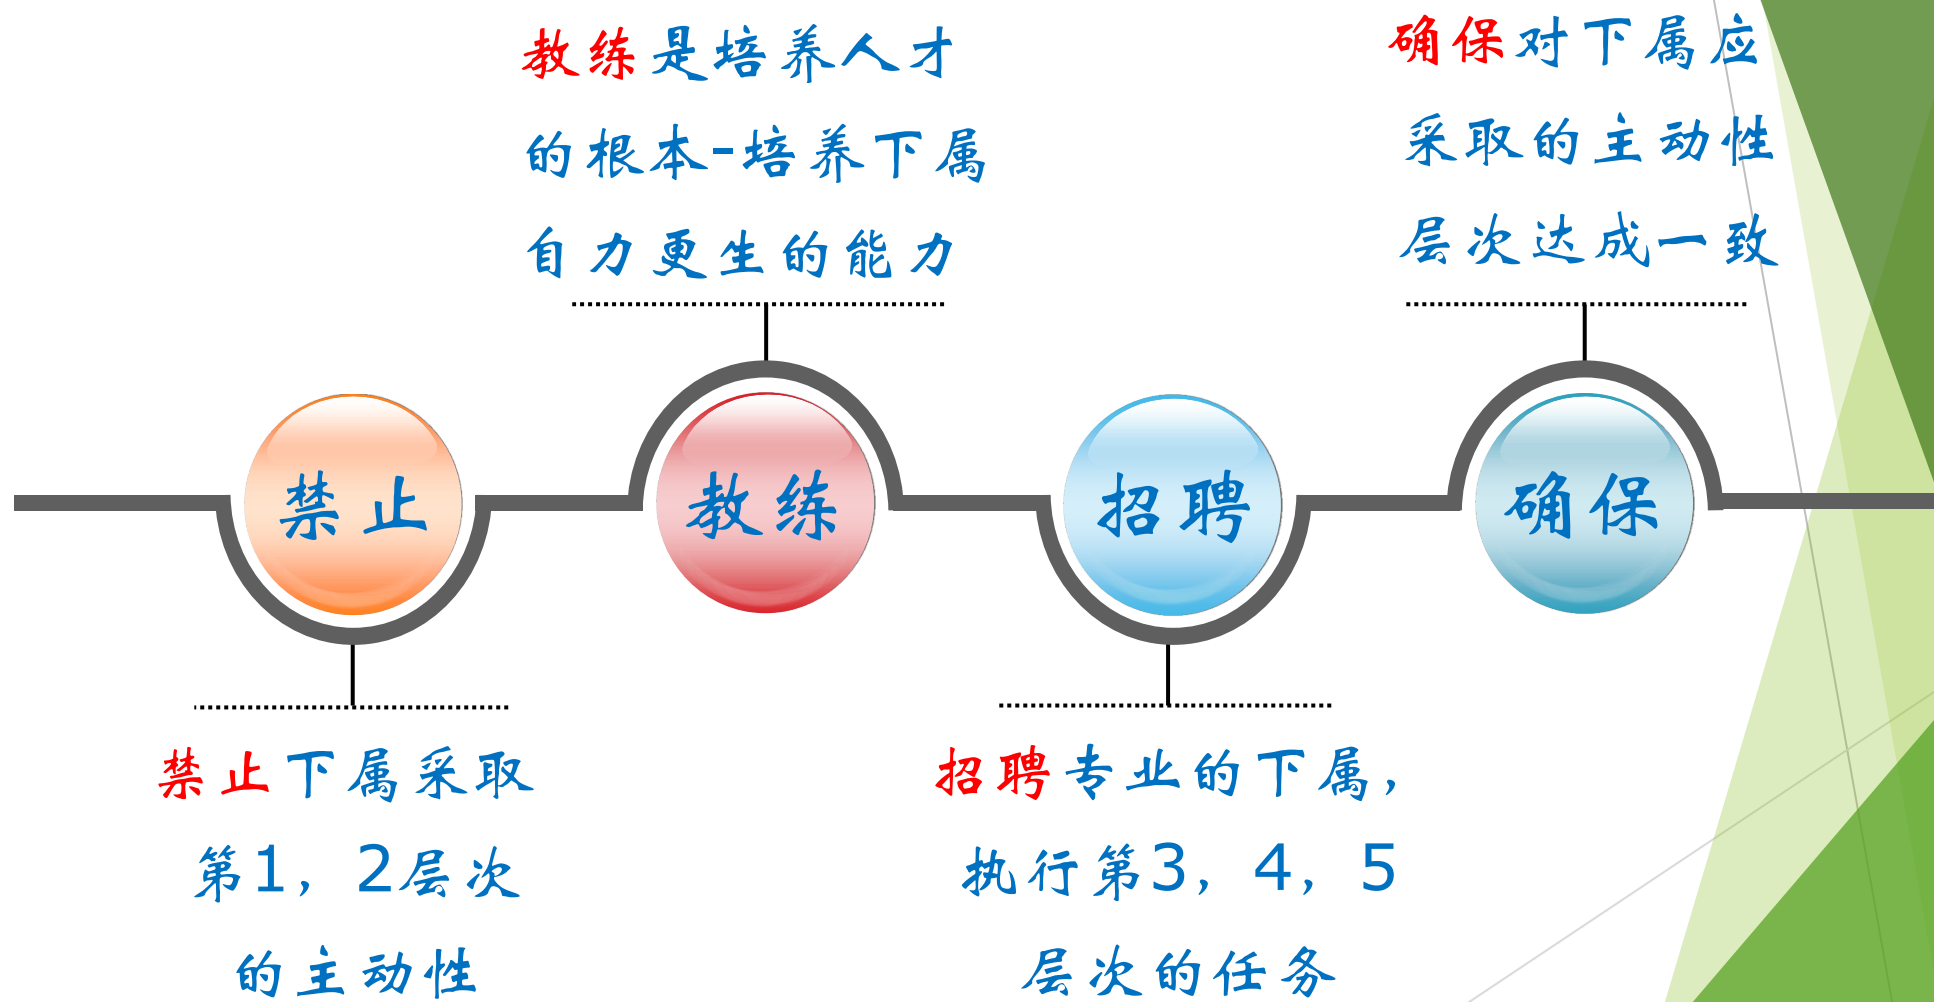 教练是培养人才
的根本-培养下属
自力更生的能力
确保对下属应
采取的主动性
层次达成一致
禁止
教练
招聘
确保
禁止下属采取
第1，2层次
的主动性
招聘专业的下属，
执行第3，4，5
层次的任务